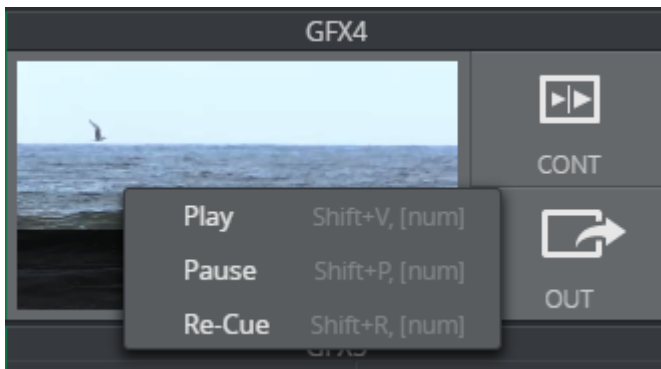 GFX4
CONT
Play Shift+V, [num]
Pause Shift+P, [num]
OUT
Re-Cue Shift+R, [num]